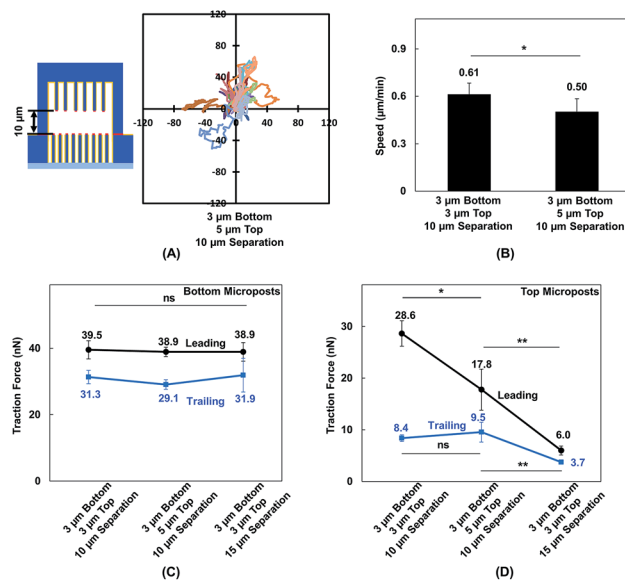 120
80
40
0
-120 -80 -40 0 40 80 120
-40
-80
-120
10 µm
3 µm Bottom
5 µm Top
10 µm Separation
(A)
*
0.9
0.6
0.3
0
0.61
0.50
Speed (µm/min)
3 µm Bottom
3 µm Top
10 µm Separation
3 µm Bottom
5 µm Top
10 µm Separation
(B)
Bottom Microposts
ns
40
20
0
39.5
38.9
38.9
Leading
31.3
29.1
31.9
Trailing
Traction Force (nN)
3 µm Bottom
3 µm Top
10 µm Separation
3 µm Bottom
5 µm Top
10 µm Separation
3 µm Bottom
3 µm Top
15 µm Separation
(C)
Top Microposts
*
**
30
20
10
0
28.6
17.8
6.0
Leading
8.4
9.5
3.7
Trailing
ns
**
Traction Force (nN)
3 µm Bottom
3 µm Top
10 µm Separation
3 µm Bottom
5 µm Top
10 µm Separation
3 µm Bottom
3 µm Top
15 µm Separation
(D)